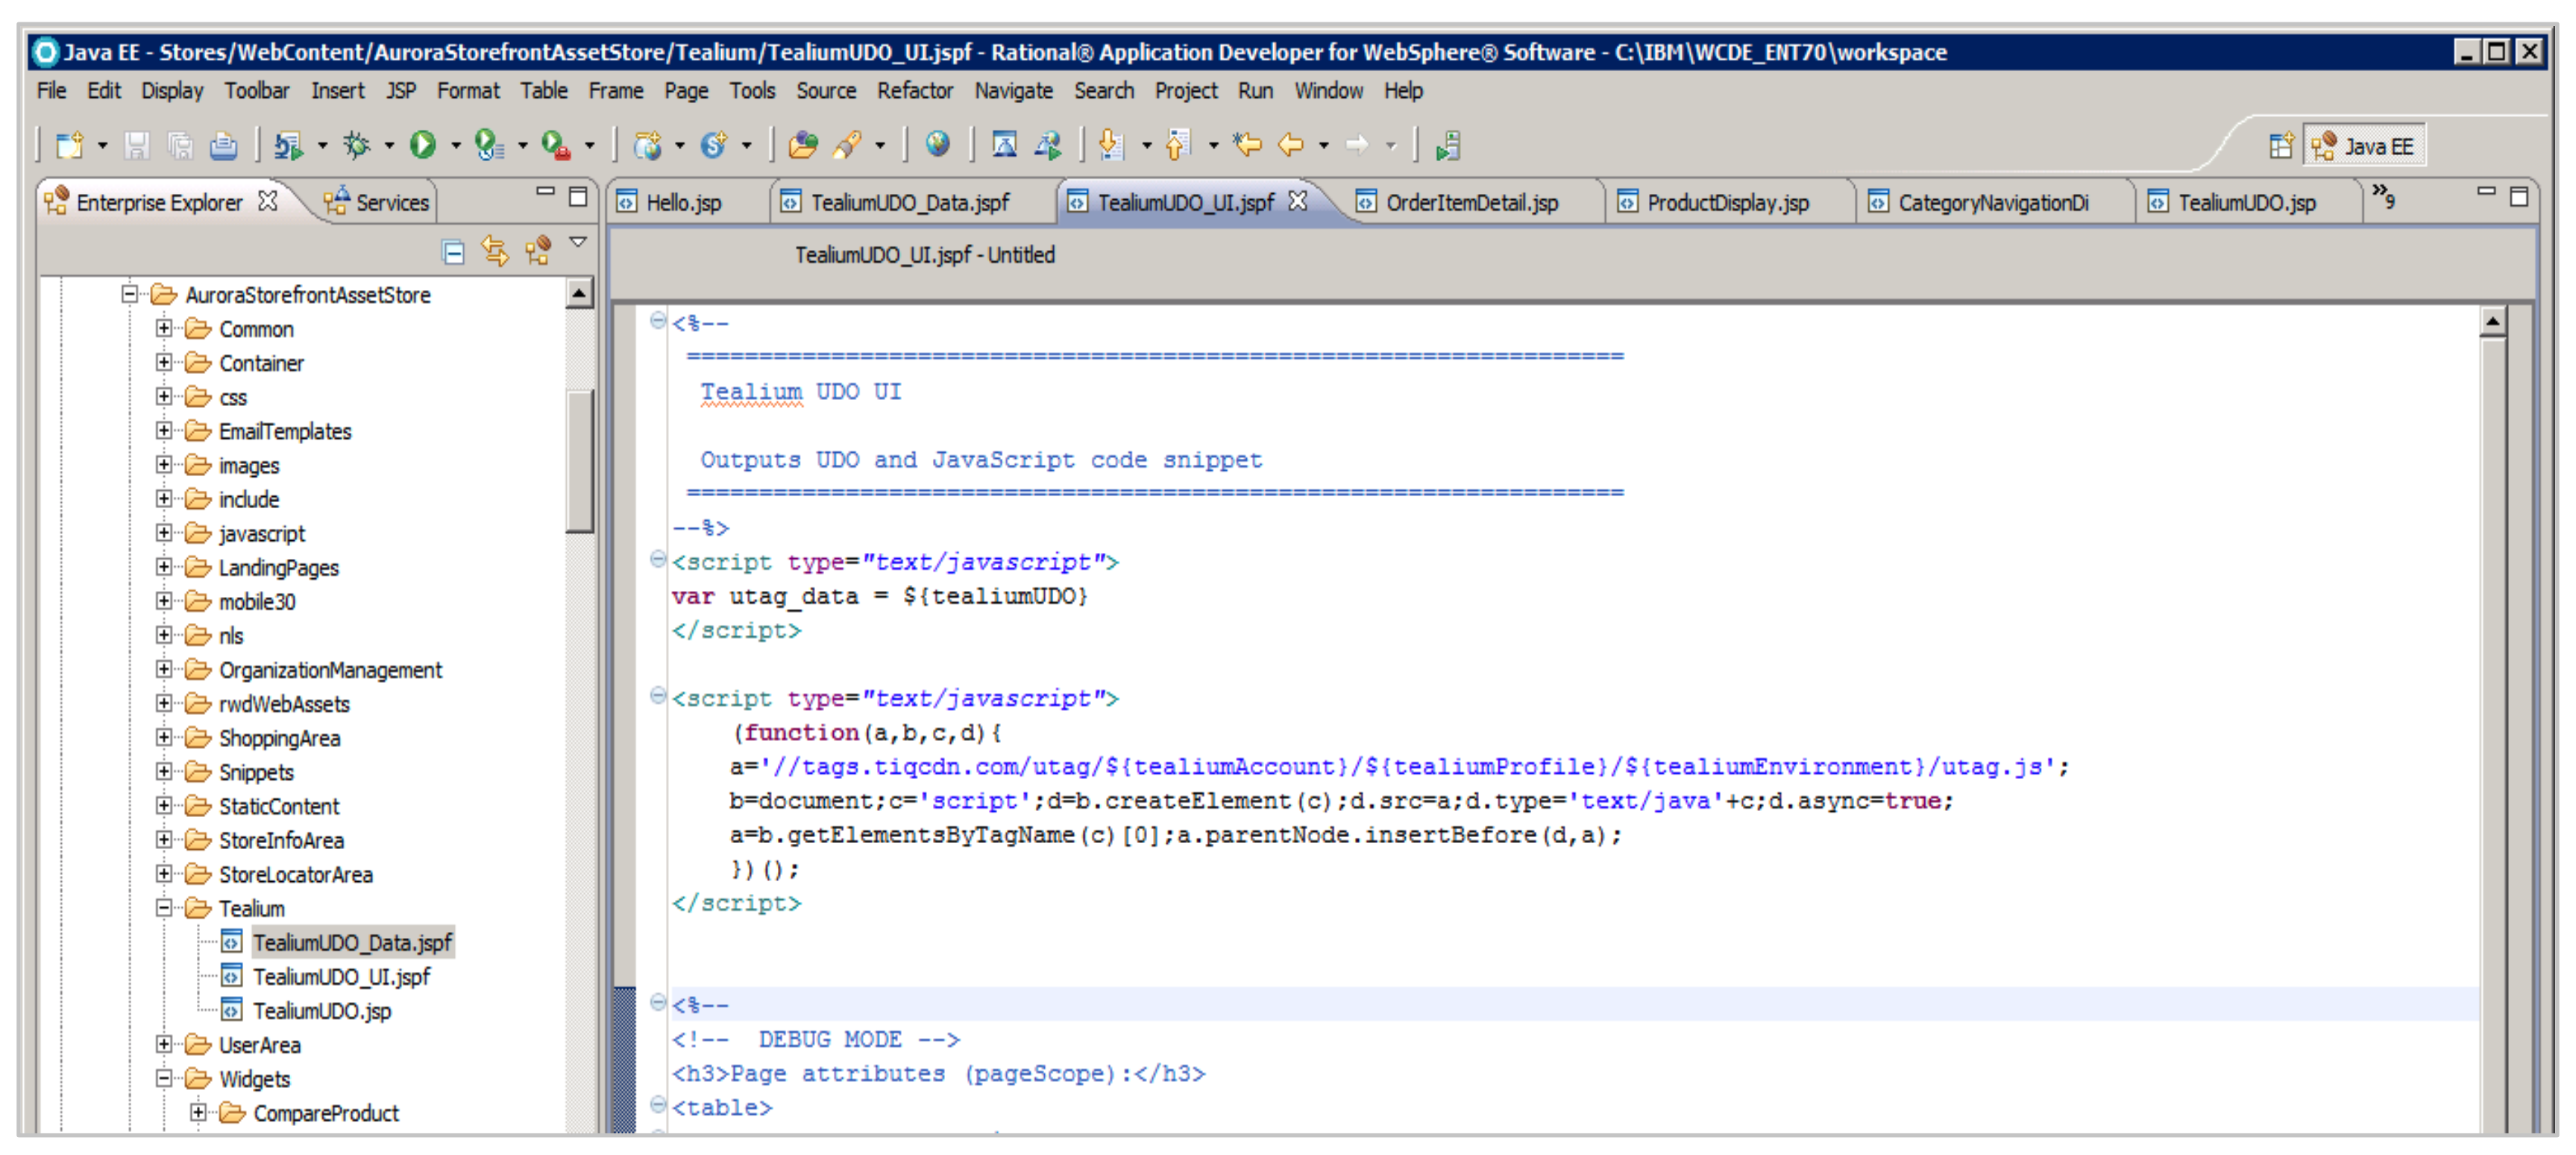 Java EE - Stores/WebContent/AuroraStorefrontAssetStore/Tealium/TealiumUDO_UI.jspf - Rational® Application Developer for WebSphere® Software - C:\IBM\WCDE_ENT70\workspace
File Edit Display Toolbar Insert JSP Format Table Frame Page Tools Source Refactor Navigate Search Project Run Window Help
Java EE
Enterprise Explorer Services
Hello.jsp TealiumUDO_Data.jspf TealiumUDO_UI.jspf OrderItemDetail.jsp ProductDisplay.jsp CategoryNavigationDi TealiumUDO.jsp »9
TealiumUDO_UI.jspf - Untitled
AuroraStorefrontAssetStore
Common
Container
css
EmailTemplates
images
include
javascript
LandingPages
mobile30
nls
OrganizationManagement
rwdWebAssets
ShoppingArea
Snippets
StaticContent
StoreInfoArea
StoreLocatorArea
Tealium
TealiumUDO_Data.jspf
TealiumUDO_UI.jspf
TealiumUDO.jsp
UserArea
Widgets
CompareProduct
<%--
=================================================================
Tealium UDO UI
Outputs UDO and JavaScript code snippet
=================================================================
--%>
<script type="text/javascript">
var utag_data = ${tealiumUDO}
</script>
<script type="text/javascript">
(function(a,b,c,d){
a='//tags.tiqcdn.com/utag/${tealiumAccount}/${tealiumProfile}/${tealiumEnvironment}/utag.js';
b=document;c='script';d=b.createElement(c);d.src=a;d.type='text/java'+c;d.async=true;
a=b.getElementsByTagName(c)[0];a.parentNode.insertBefore(d,a);
})();
</script>
<%--
<!-- DEBUG MODE -->
<h3>Page attributes (pageScope):</h3>
<table>